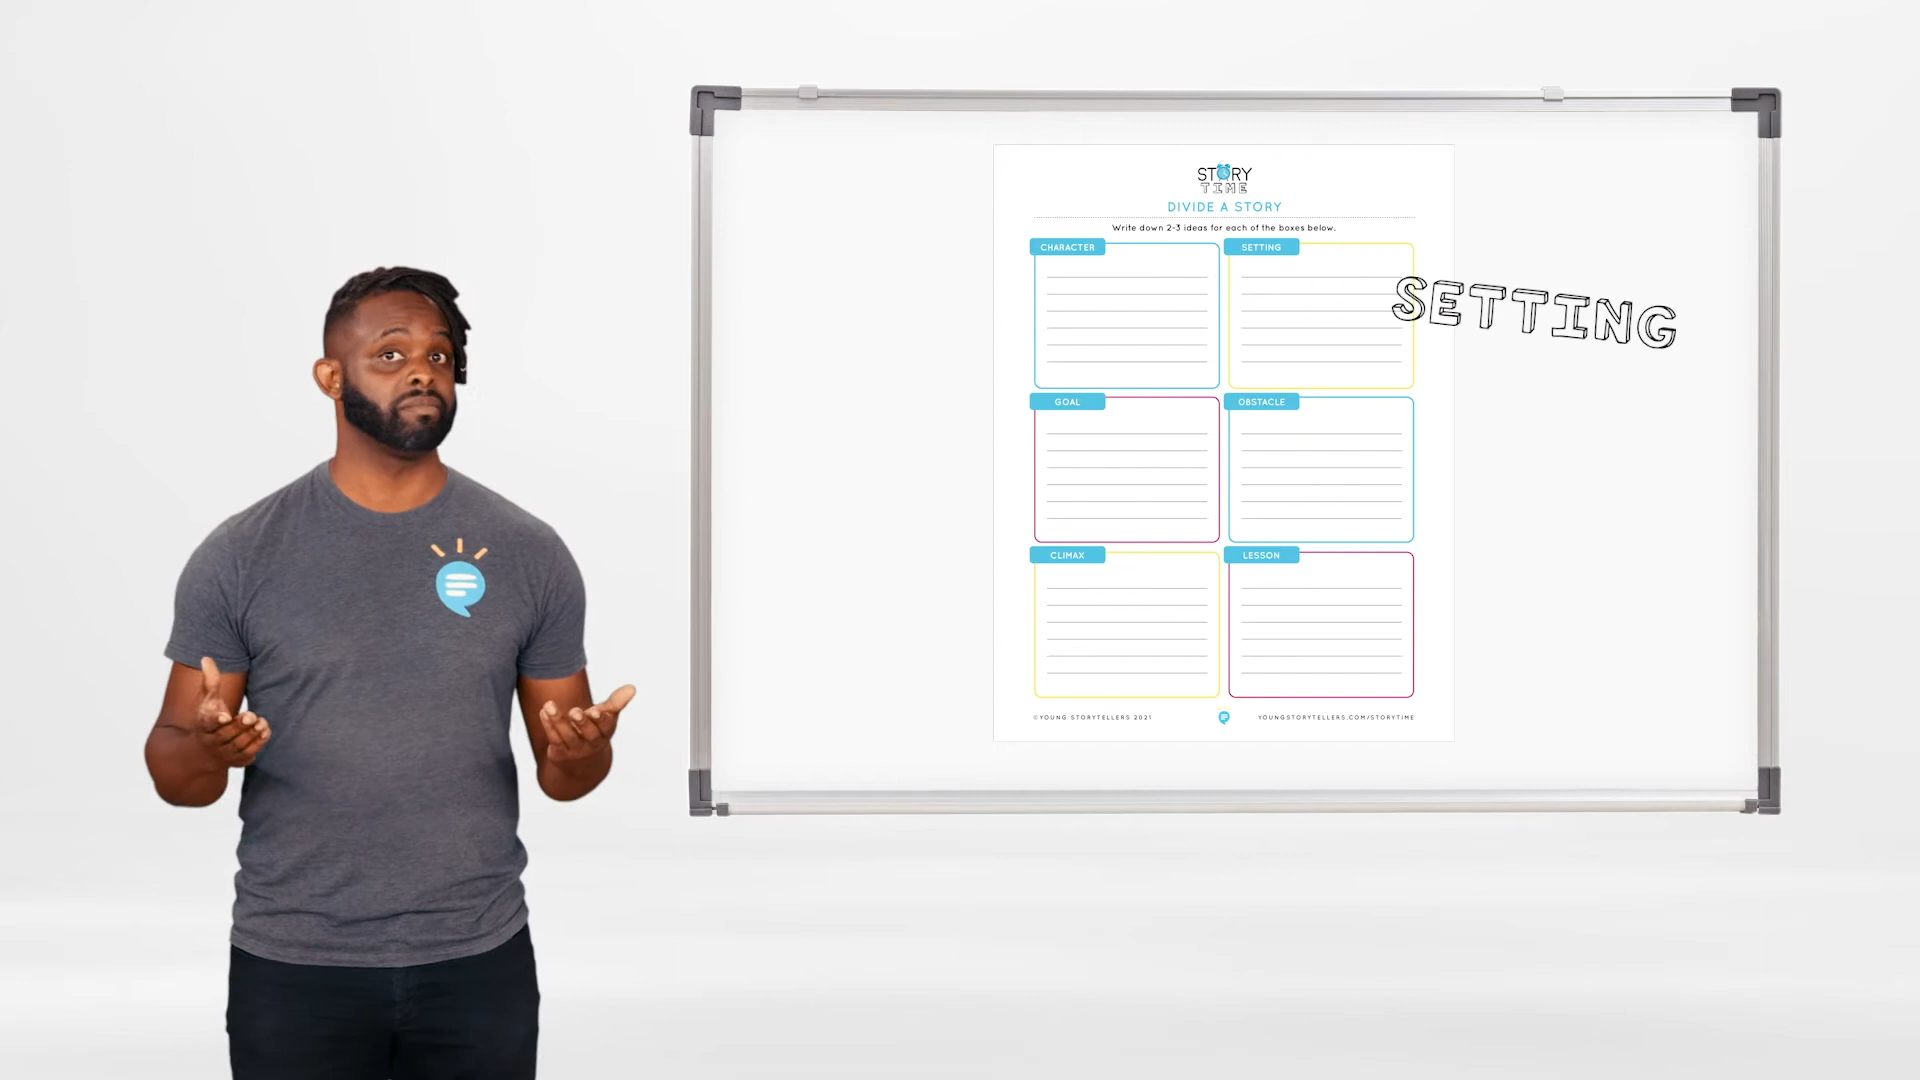 STORY
TIME
DIVIDE A STORY
Write down 2-3 ideas for each of the boxes below.
CHARACTER
SETTING
SETTING
GOAL
OBSTACLE
CLIMAX
LESSON
©YOUNG STORYTELLERS 2021
YOUNGSTORYTELLERS.COM/STORYTIME